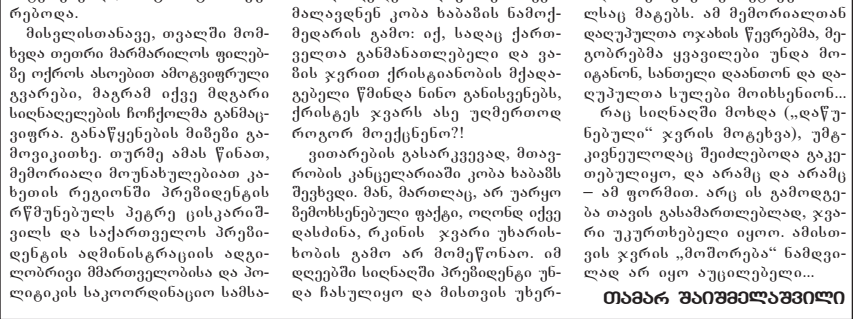 რებოდა.
მისვლისთანავე, თვალში მომ-
ხვდა თეთრი მარმარილოს ფილებ-
ზე ოქროს ასოებით ამოტვიფრული
გვარები, მაგრამ იქვე მდგარი
სიღნაღელების ჩოჩქოლმა განმაც-
ვიფრა. განაწყენების მიზეზი გა-
მოვიკითხე. თურმე ამას წინათ,
მემორიალი მოუნახულებიათ კა-
ხეთის რეგიონში პრეზიდენტის
რწმუნებულს პეტრე ცისკარიშ-
ვილს და საქართველოს პრეზი-
დენტის ადმინისტრაციის ადგი-
ლობრივი მმართველობისა და პო-
ლიტიკის საკოორდინაციო სამსა-
მალავდნენ კობა ხაბაზის ნამოქ-
მედარის გამო: იქ, სადაც ქართ-
ველთა განმანათლებელი და ვა-
ზის ჯვრით ქრისტიანობის მქადა-
გებელი წმინდა ნინო განისვენებს,
ქრისტეს ჯვარს ასე უღმერთოდ
როგორ მოექცნენო?!
ვითარების გასარკვევად, მთავ-
რობის კანცელარიაში კობა ხაბაზს
შევხვდი. მან, მართლაც, არ უარყო
ზემოხსენებული ფაქტი, ოღონდ იქვე
დასძინა, რკინის ჯვარი უხარის-
ხობის გამო არ მომეწონაო. იმ
დღეებში სიღნაღში პრეზიდენტი უნ-
და ჩასულიყო და მისთვის უხერ-
ლსაც მატებს. ამ მემორიალთან
დაღუპულთა ოჯახის წევრებმა, მე-
გობრებმა ყვავილები უნდა მო-
იტანონ, სანთელი დაანთონ და და-
ღუპულთა სულები მოიხსენიონ...
რაც სიღნაღში მოხდა („დაწუ-
ნებული“ ჯვრის მოტეხვა), უმტ-
კივნეულოდაც შეიძლებოდა გაკე-
თებულიყო, და არამც და არამც
– ამ ფორმით. არც ის გამოდგე-
ბა თავის გასამართლებლად, ჯვა-
რი უკურთხებელი იყოო. ამისთ-
ვის ჯვრის „მოშორება“ ნამდვი-
ლად არ იყო აუცილებელი...
თამარ შაიშმელაშვილი